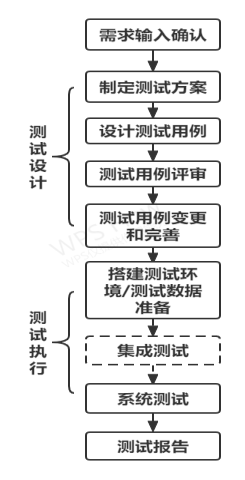 需求输入确认
制定测试方案
设计测试用例
测试用例评审
测试用例变更
和完善
测试设计
搭建测试环
境/测试数据
准备
集成测试
系统测试
测试执行
测试报告